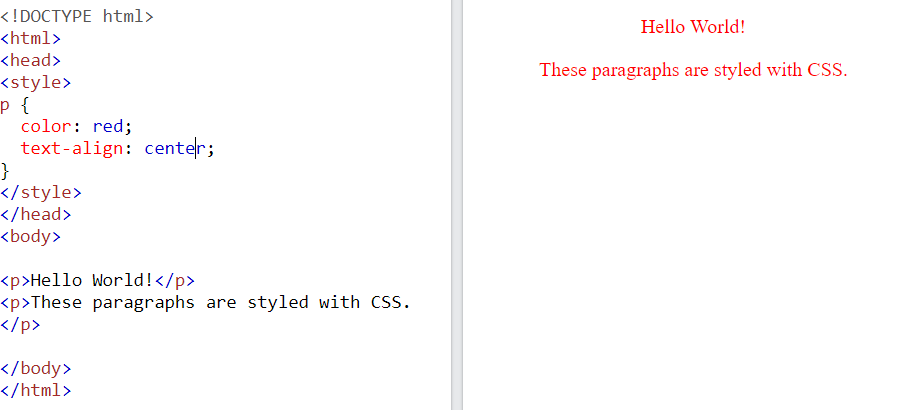 <!DOCTYPE html>
<html>
<head>
<style>
p {
  color: red;
  text-align: center;
}
</style>
</head>
<body>

<p>Hello World!</p>
<p>These paragraphs are styled with CSS.
</p>

</body>
</html>
Hello World!
These paragraphs are styled with CSS.